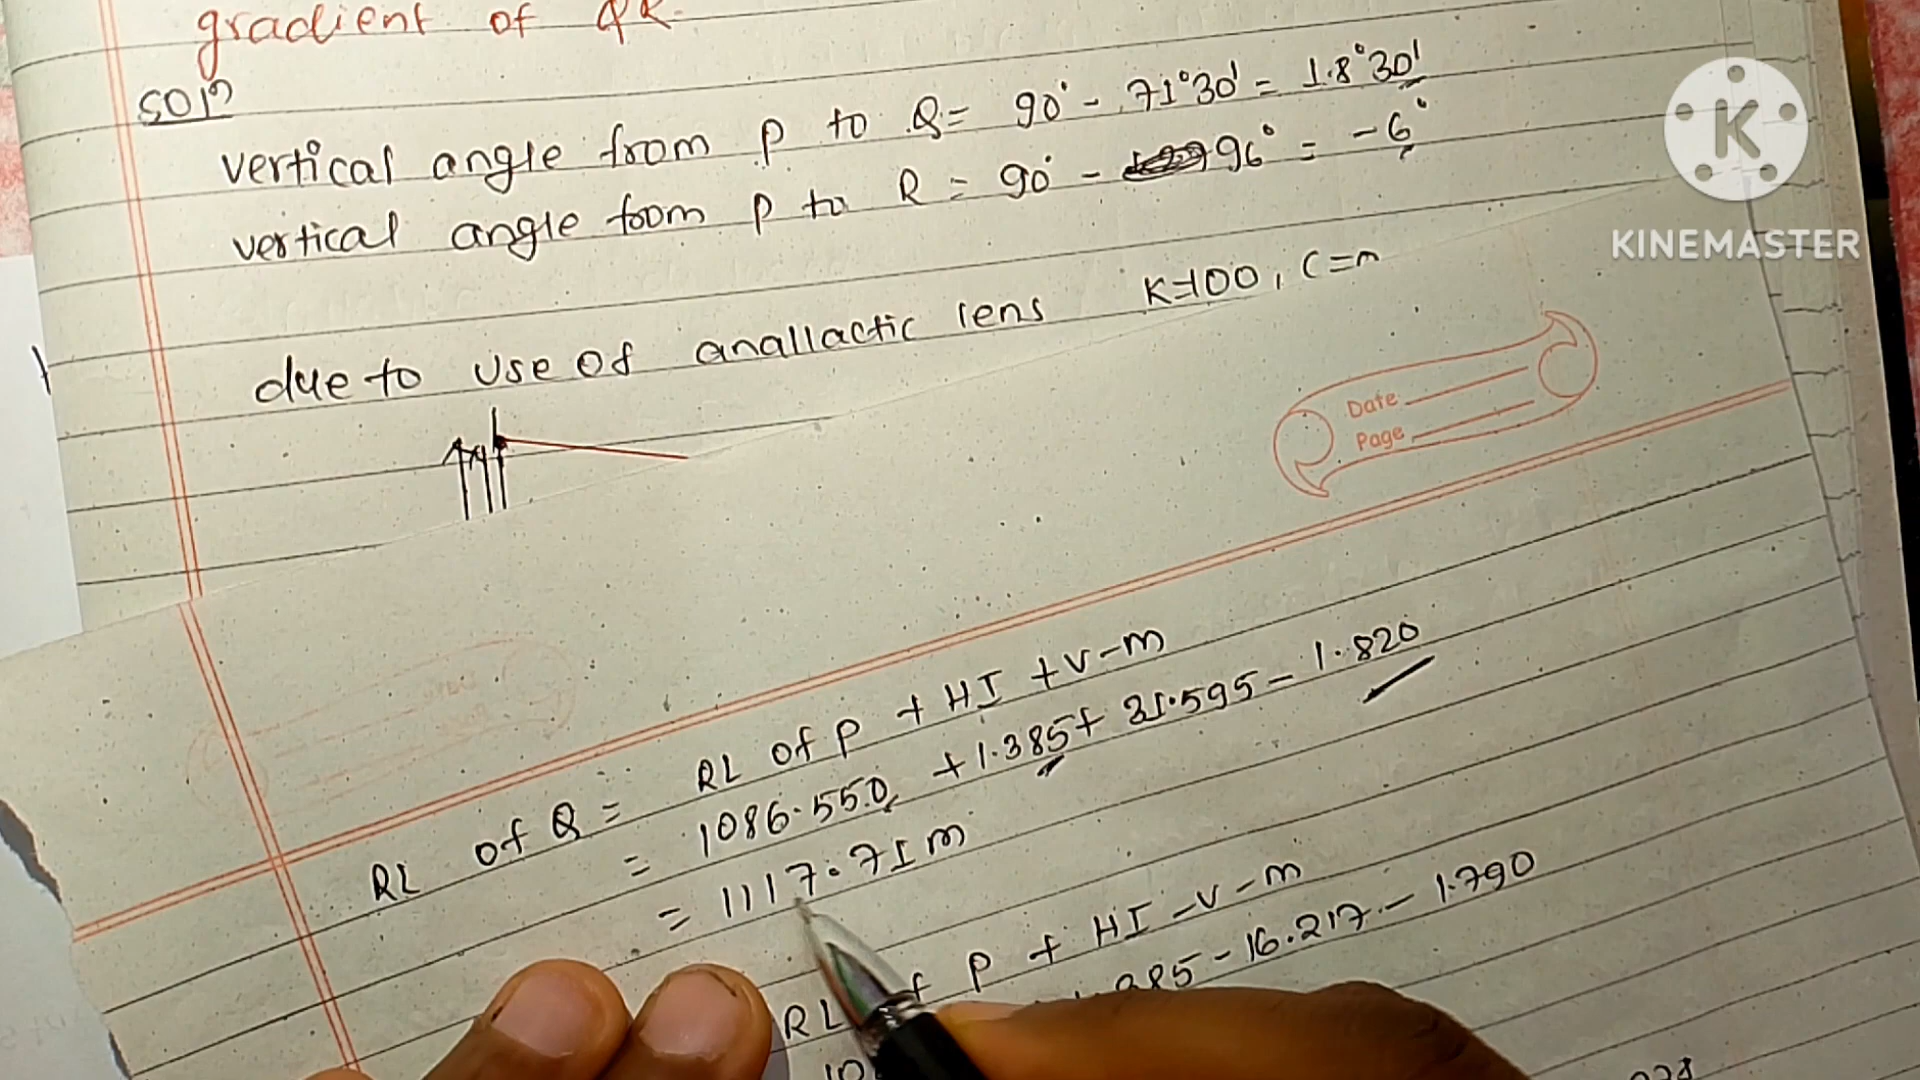 gradient of QR.
Soln
vertical angle from P to Q = 90° - 71°30' = 18°30'
vertical angle from P to R = 90° - 96° = -6°
due to use of anallactic lens K=100, C=
Date
Page
RL of Q = RL of P + HI + V - m
= 1086.550 + 1.385 + 31.595 - 1.820
= 1117.71 m
RL of P + HI - V - m
385 - 16.217 - 1.790
10
K
KINEMASTER